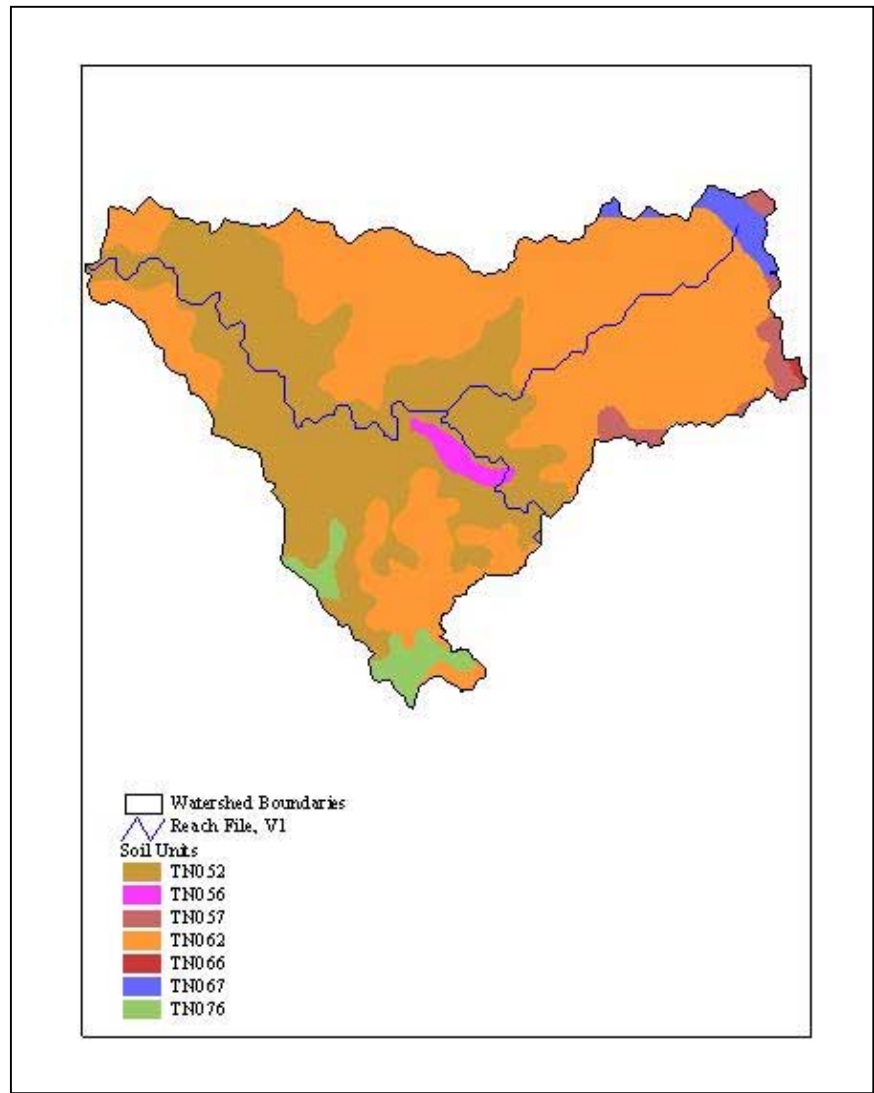 Watershed Boundaries
Reach File, V1
Soil Units
TN052
TN056
TN057
TN062
TN066
TN067
TN076